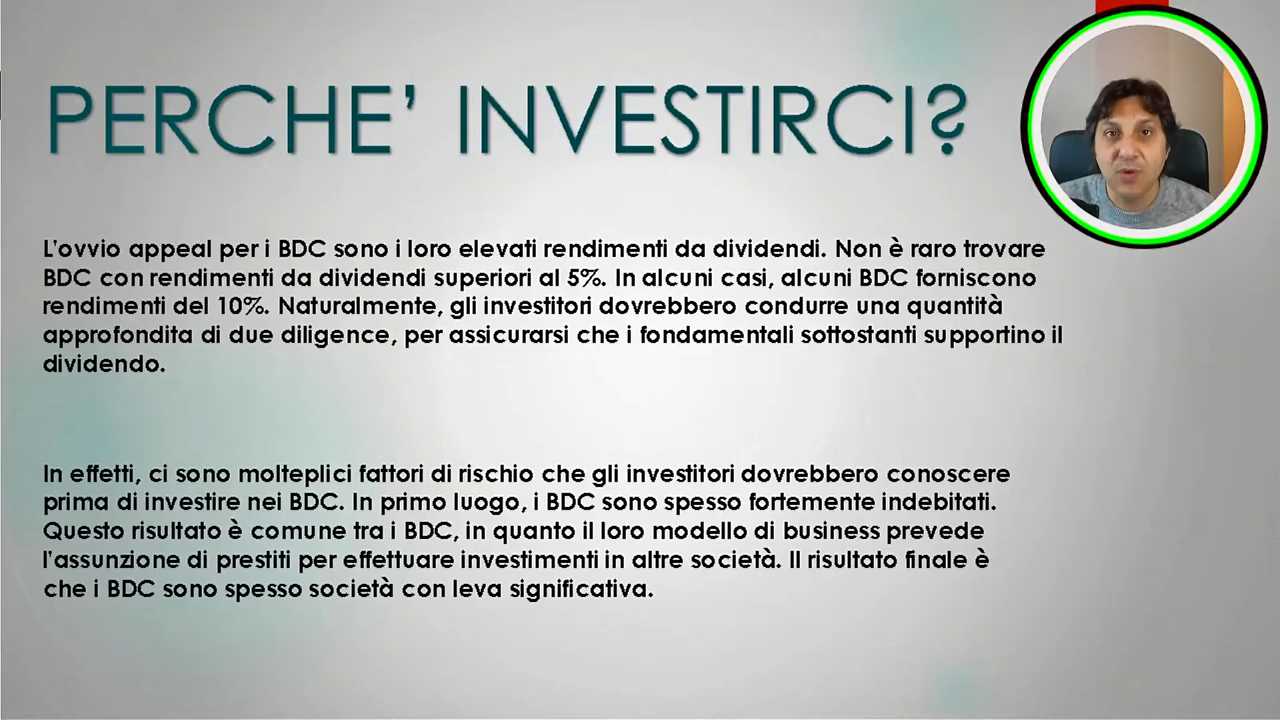 PERCHE’ INVESTIRCI?
L'ovvio appeal per i BDC sono i loro elevati rendimenti da dividendi. Non è raro trovare
BDC con rendimenti da dividendi superiori al 5%. In alcuni casi, alcuni BDC forniscono
rendimenti del 10%. Naturalmente, gli investitori dovrebbero condurre una quantità
approfondita di due diligence, per assicurarsi che i fondamentali sottostanti supportino il
dividendo.
In effetti, ci sono molteplici fattori di rischio che gli investitori dovrebbero conoscere
prima di investire nei BDC. In primo luogo, i BDC sono spesso fortemente indebitati.
Questo risultato è comune tra i BDC, in quanto il loro modello di business prevede
l'assunzione di prestiti per effettuare investimenti in altre società. Il risultato finale è
che i BDC sono spesso società con leva significativa.